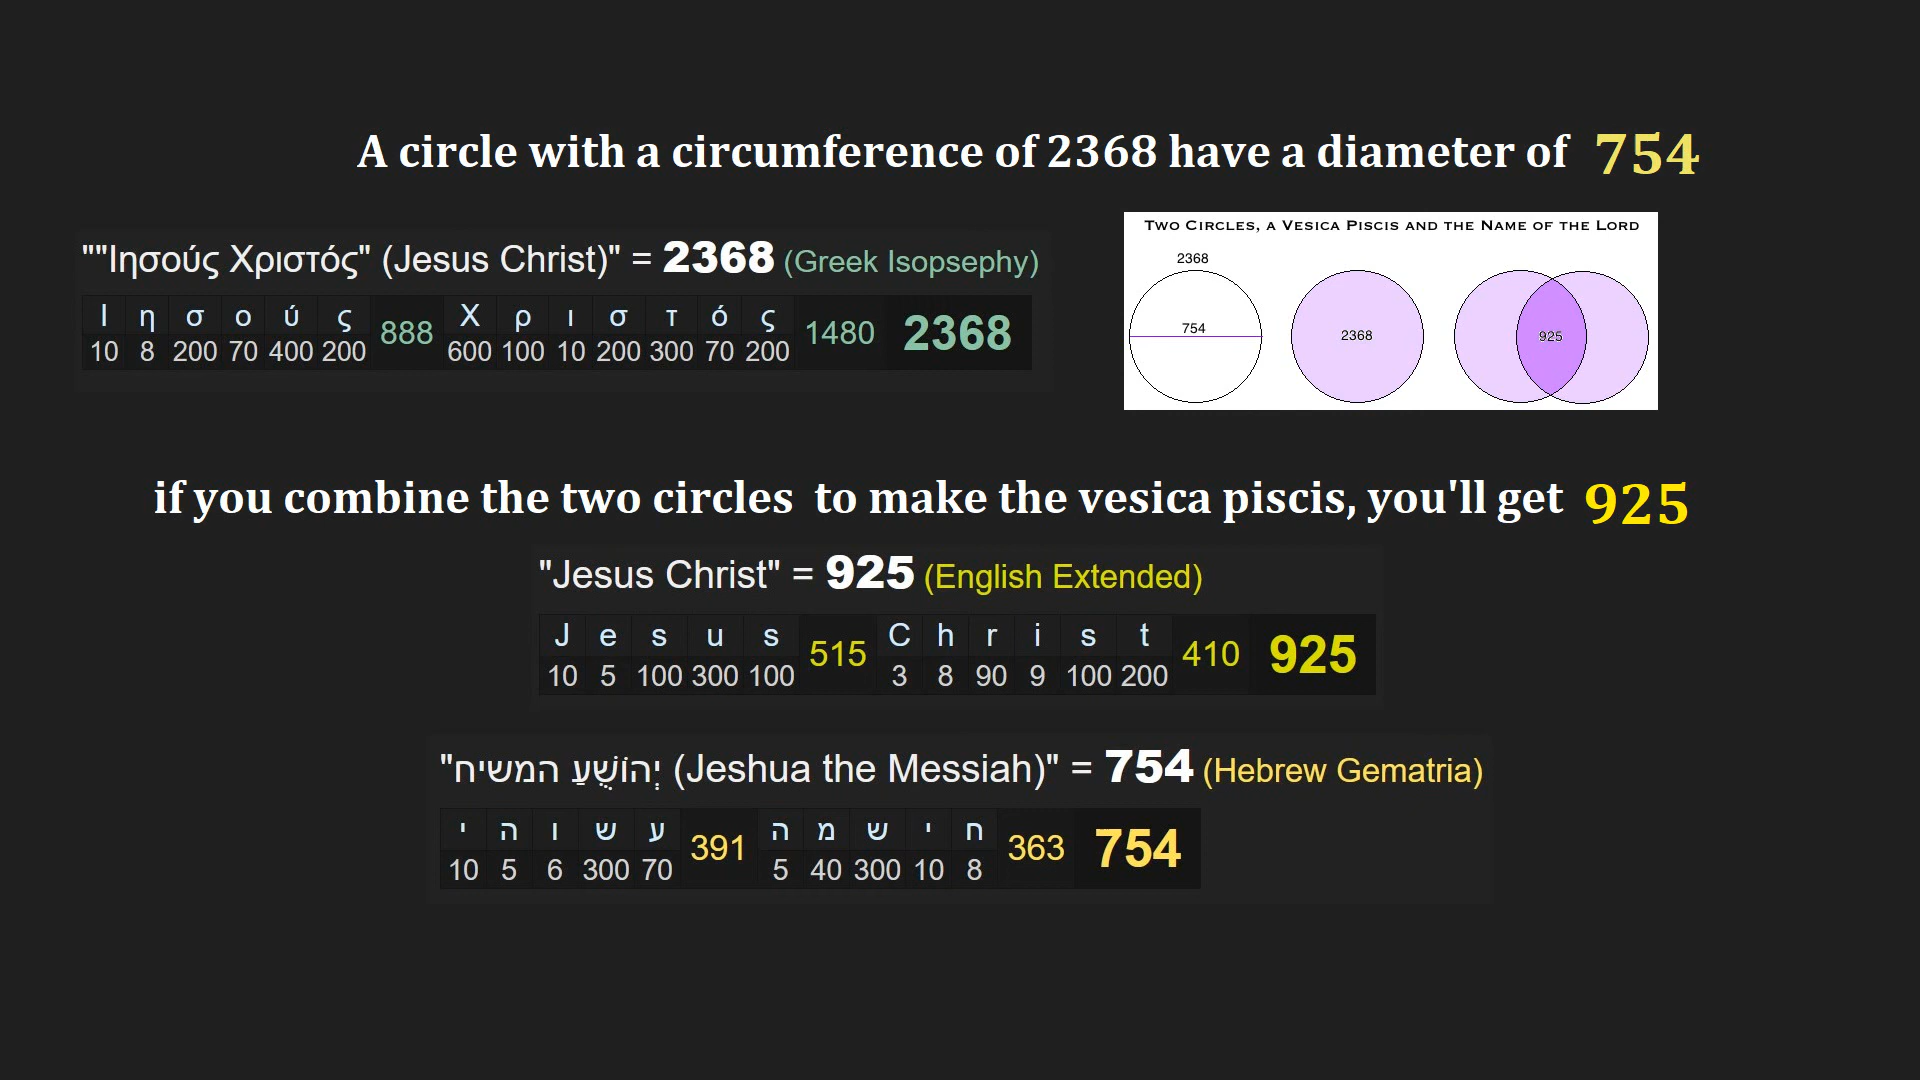 A circle with a circumference of 2368 have a diameter of 754
""Ιησούς Χριστός" (Jesus Christ)" = 2368 (Greek Isopsephy)
Ι η σ ο ύ ς 888 Χ ρ ι σ τ ό ς 1480 2368
10 8 200 70 400 200 600 100 10 200 300 70 200
Two Circles, a Vesica Piscis and the Name of the Lord
2368
754 2368 925
if you combine the two circles to make the vesica piscis, you'll get 925
"Jesus Christ" = 925 (English Extended)
J e s u s 515 C h r i s t 410 925
10 5 100 300 100 3 8 90 9 100 200
"יְהוֹשֻׁעַ המשיח (Jeshua the Messiah)" = 754 (Hebrew Gematria)
י ה ו ש ע 391 ה מ ש י ח 363 754
10 5 6 300 70 5 40 300 10 8